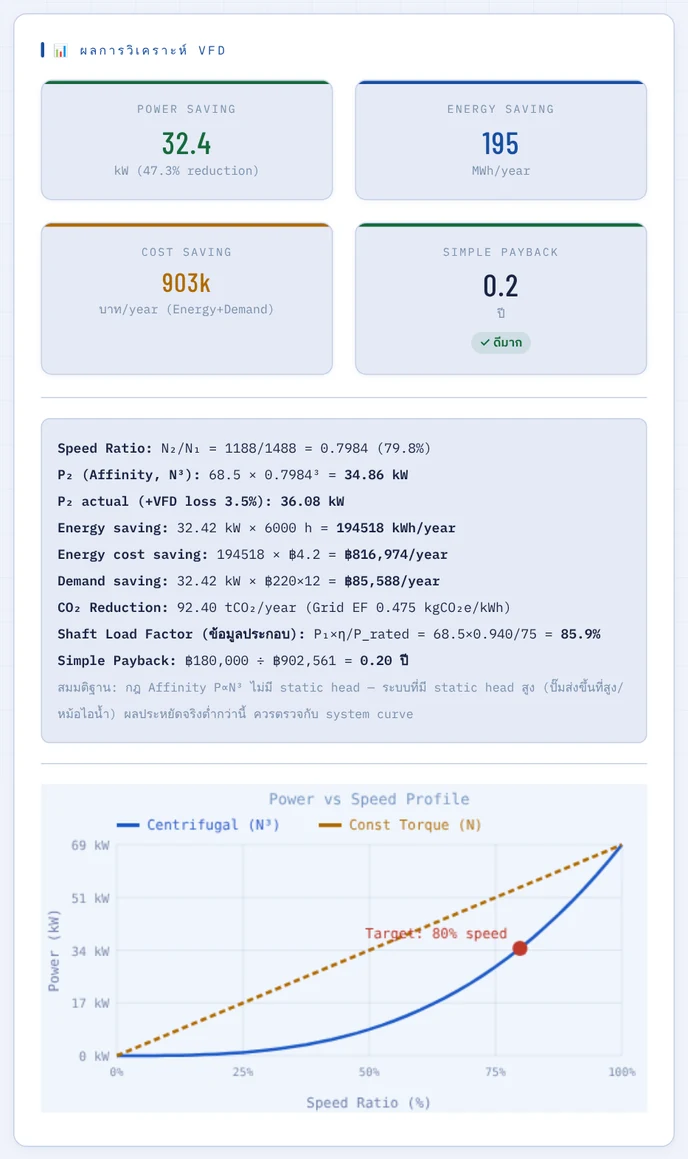 📊 ผลการวิเคราะห์ VFD
POWER SAVING
32.4
kW (47.3% reduction)
ENERGY SAVING
195
MWh/year
COST SAVING
903k
บาท/year (Energy+Demand)
SIMPLE PAYBACK
0.2
ปี
✓ ดีมาก
Speed Ratio: N₂/N₁ = 1188/1488 = 0.7984 (79.8%)
P₂ (Affinity, N³): 68.5 × 0.7984³ = 34.86 kW
P₂ actual (+VFD loss 3.5%): 36.08 kW
Energy saving: 32.42 kW × 6000 h = 194518 kWh/year
Energy cost saving: 194518 × ฿4.2 = ฿816,974/year
Demand saving: 32.42 kW × ฿220×12 = ฿85,588/year
CO₂ Reduction: 92.40 tCO₂/year (Grid EF 0.475 kgCO₂e/kWh)
Shaft Load Factor (ข้อมูลประกอบ): P₁×η/P_rated = 68.5×0.940/75 = 85.9%
Simple Payback: ฿180,000 ÷ ฿902,561 = 0.20 ปี
สมมติฐาน: กฎ Affinity P∝N³ ไม่มี static head — ระบบที่มี static head สูง (ปั๊มส่งขึ้นที่สูง/
หม้อไอน้ำ) ผลประหยัดจริงต่ำกว่านี้ ควรตรวจกับ system curve
Power vs Speed Profile
Centrifugal (N³)
Const Torque (N)
69 kW
51 kW
34 kW
17 kW
0 kW
Power (kW)
Target: 80% speed
0%
25%
50%
75%
100%
Speed Ratio (%)